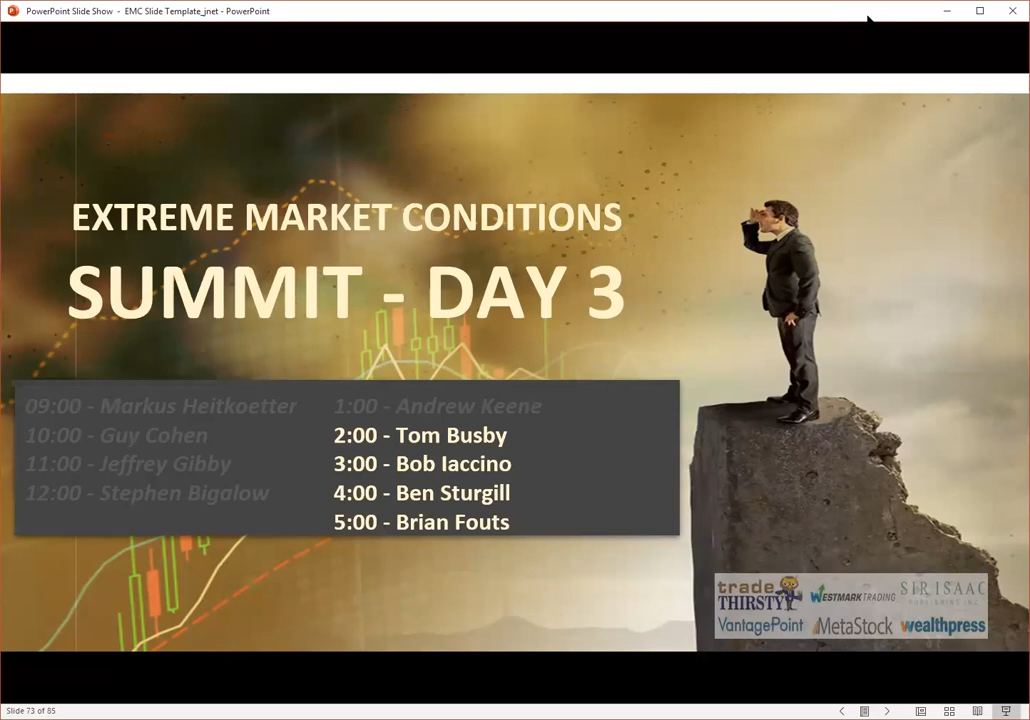 PowerPoint Slide Show - EMC Slide Template_jnet - PowerPoint
EXTREME MARKET CONDITIONS
SUMMIT - DAY 3
09:00 - Markus Heitkoetter
10:00 - Guy Cohen
11:00 - Jeffrey Gibby
12:00 - Stephen Bigalow
1:00 - Andrew Keene
2:00 - Tom Busby
3:00 - Bob Iaccino
4:00 - Ben Sturgill
5:00 - Brian Fouts
trade THIRSTY
WESTMARK TRADING
SIR ISAAC
PUBLISHING INC
VantagePoint
MetaStock
wealthpress
Slide 73 of 85